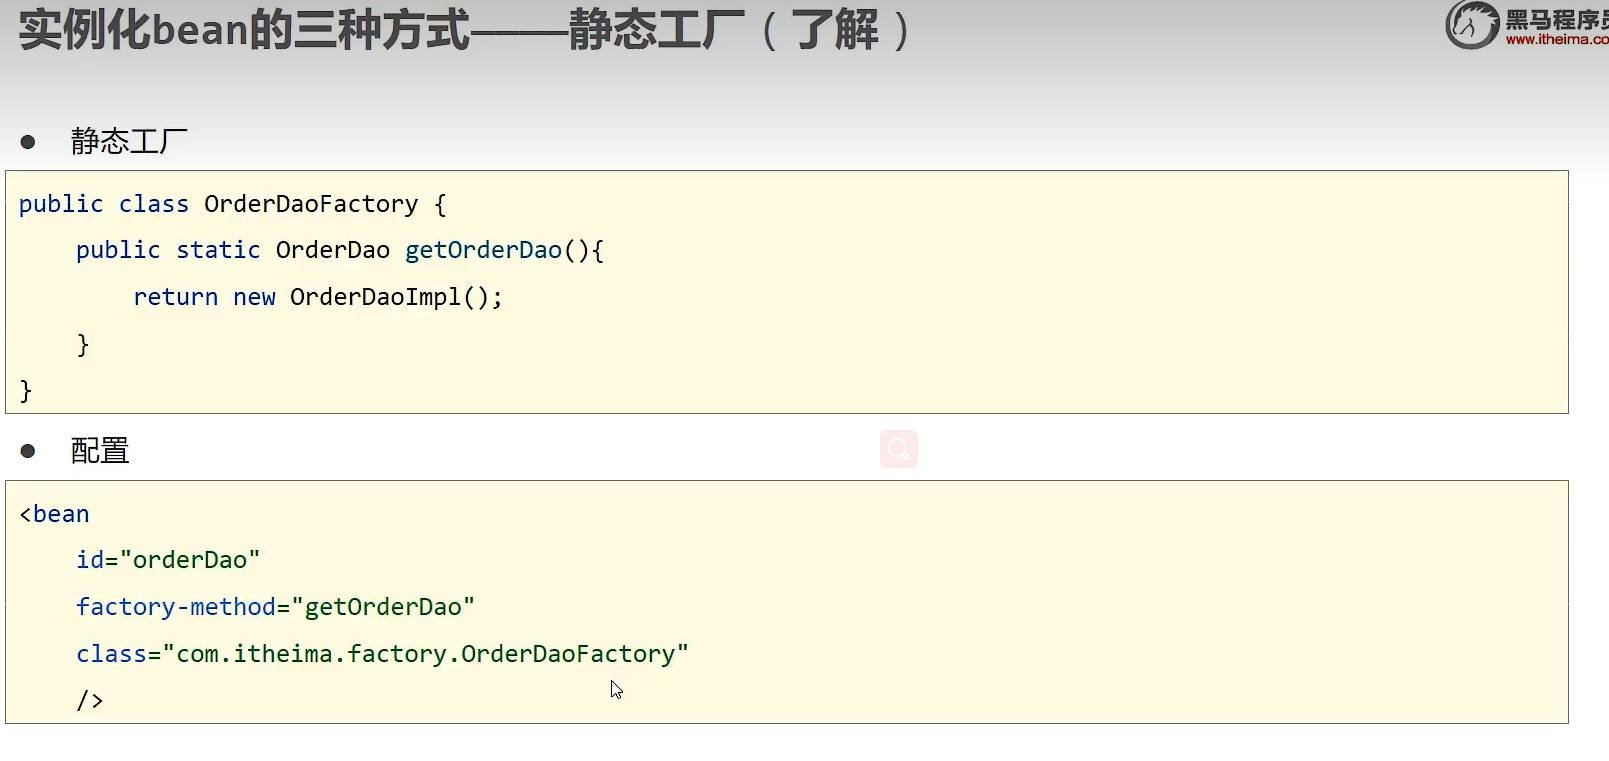 实例化bean的三种方式———静态工厂（了解）
黑马程序员
www.itheima.co
● 静态工厂
public class OrderDaoFactory {
    public static OrderDao getOrderDao(){
        return new OrderDaoImpl();
    }
}
● 配置
<bean
    id="orderDao"
    factory-method="getOrderDao"
    class="com.itheima.factory.OrderDaoFactory"
    />